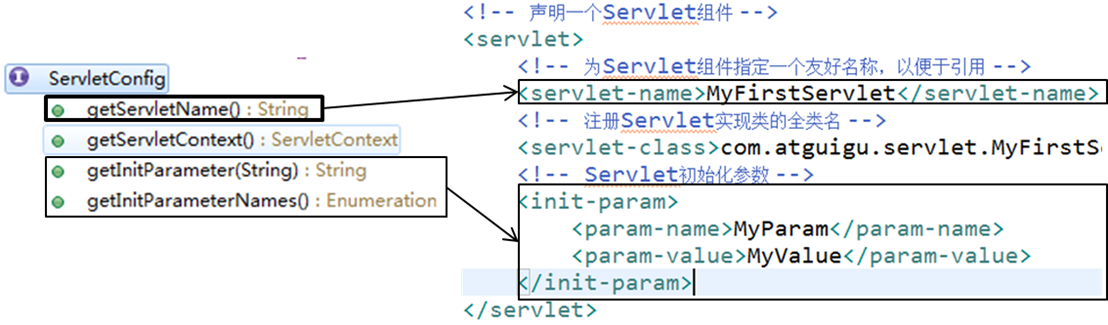 ServletConfig
getServletName() : String
getServletContext() : ServletContext
getInitParameter(String) : String
getInitParameterNames() : Enumeration
<!-- 声明一个Servlet组件 -->
<servlet>
<!-- 为Servlet组件指定一个友好名称，以便于引用 -->
<servlet-name>MyFirstServlet</servlet-name>
<!-- 注册Servlet实现类的全类名 -->
<servlet-class>com.atguigu.servlet.MyFirstS
<!-- Servlet初始化参数 -->
<init-param>
<param-name>MyParam</param-name>
<param-value>MyValue</param-value>
</init-param>
</servlet>